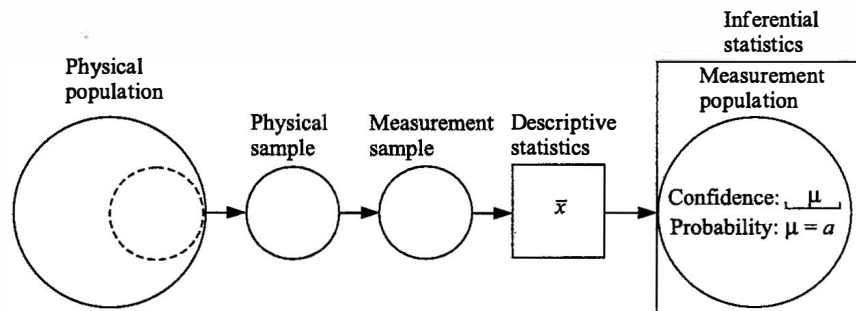 Physical
population
Physical
sample
Measurement
sample
Descriptive
statistics
x̄
Inferential
statistics
Measurement
population
Confidence: μ
Probability: μ = a